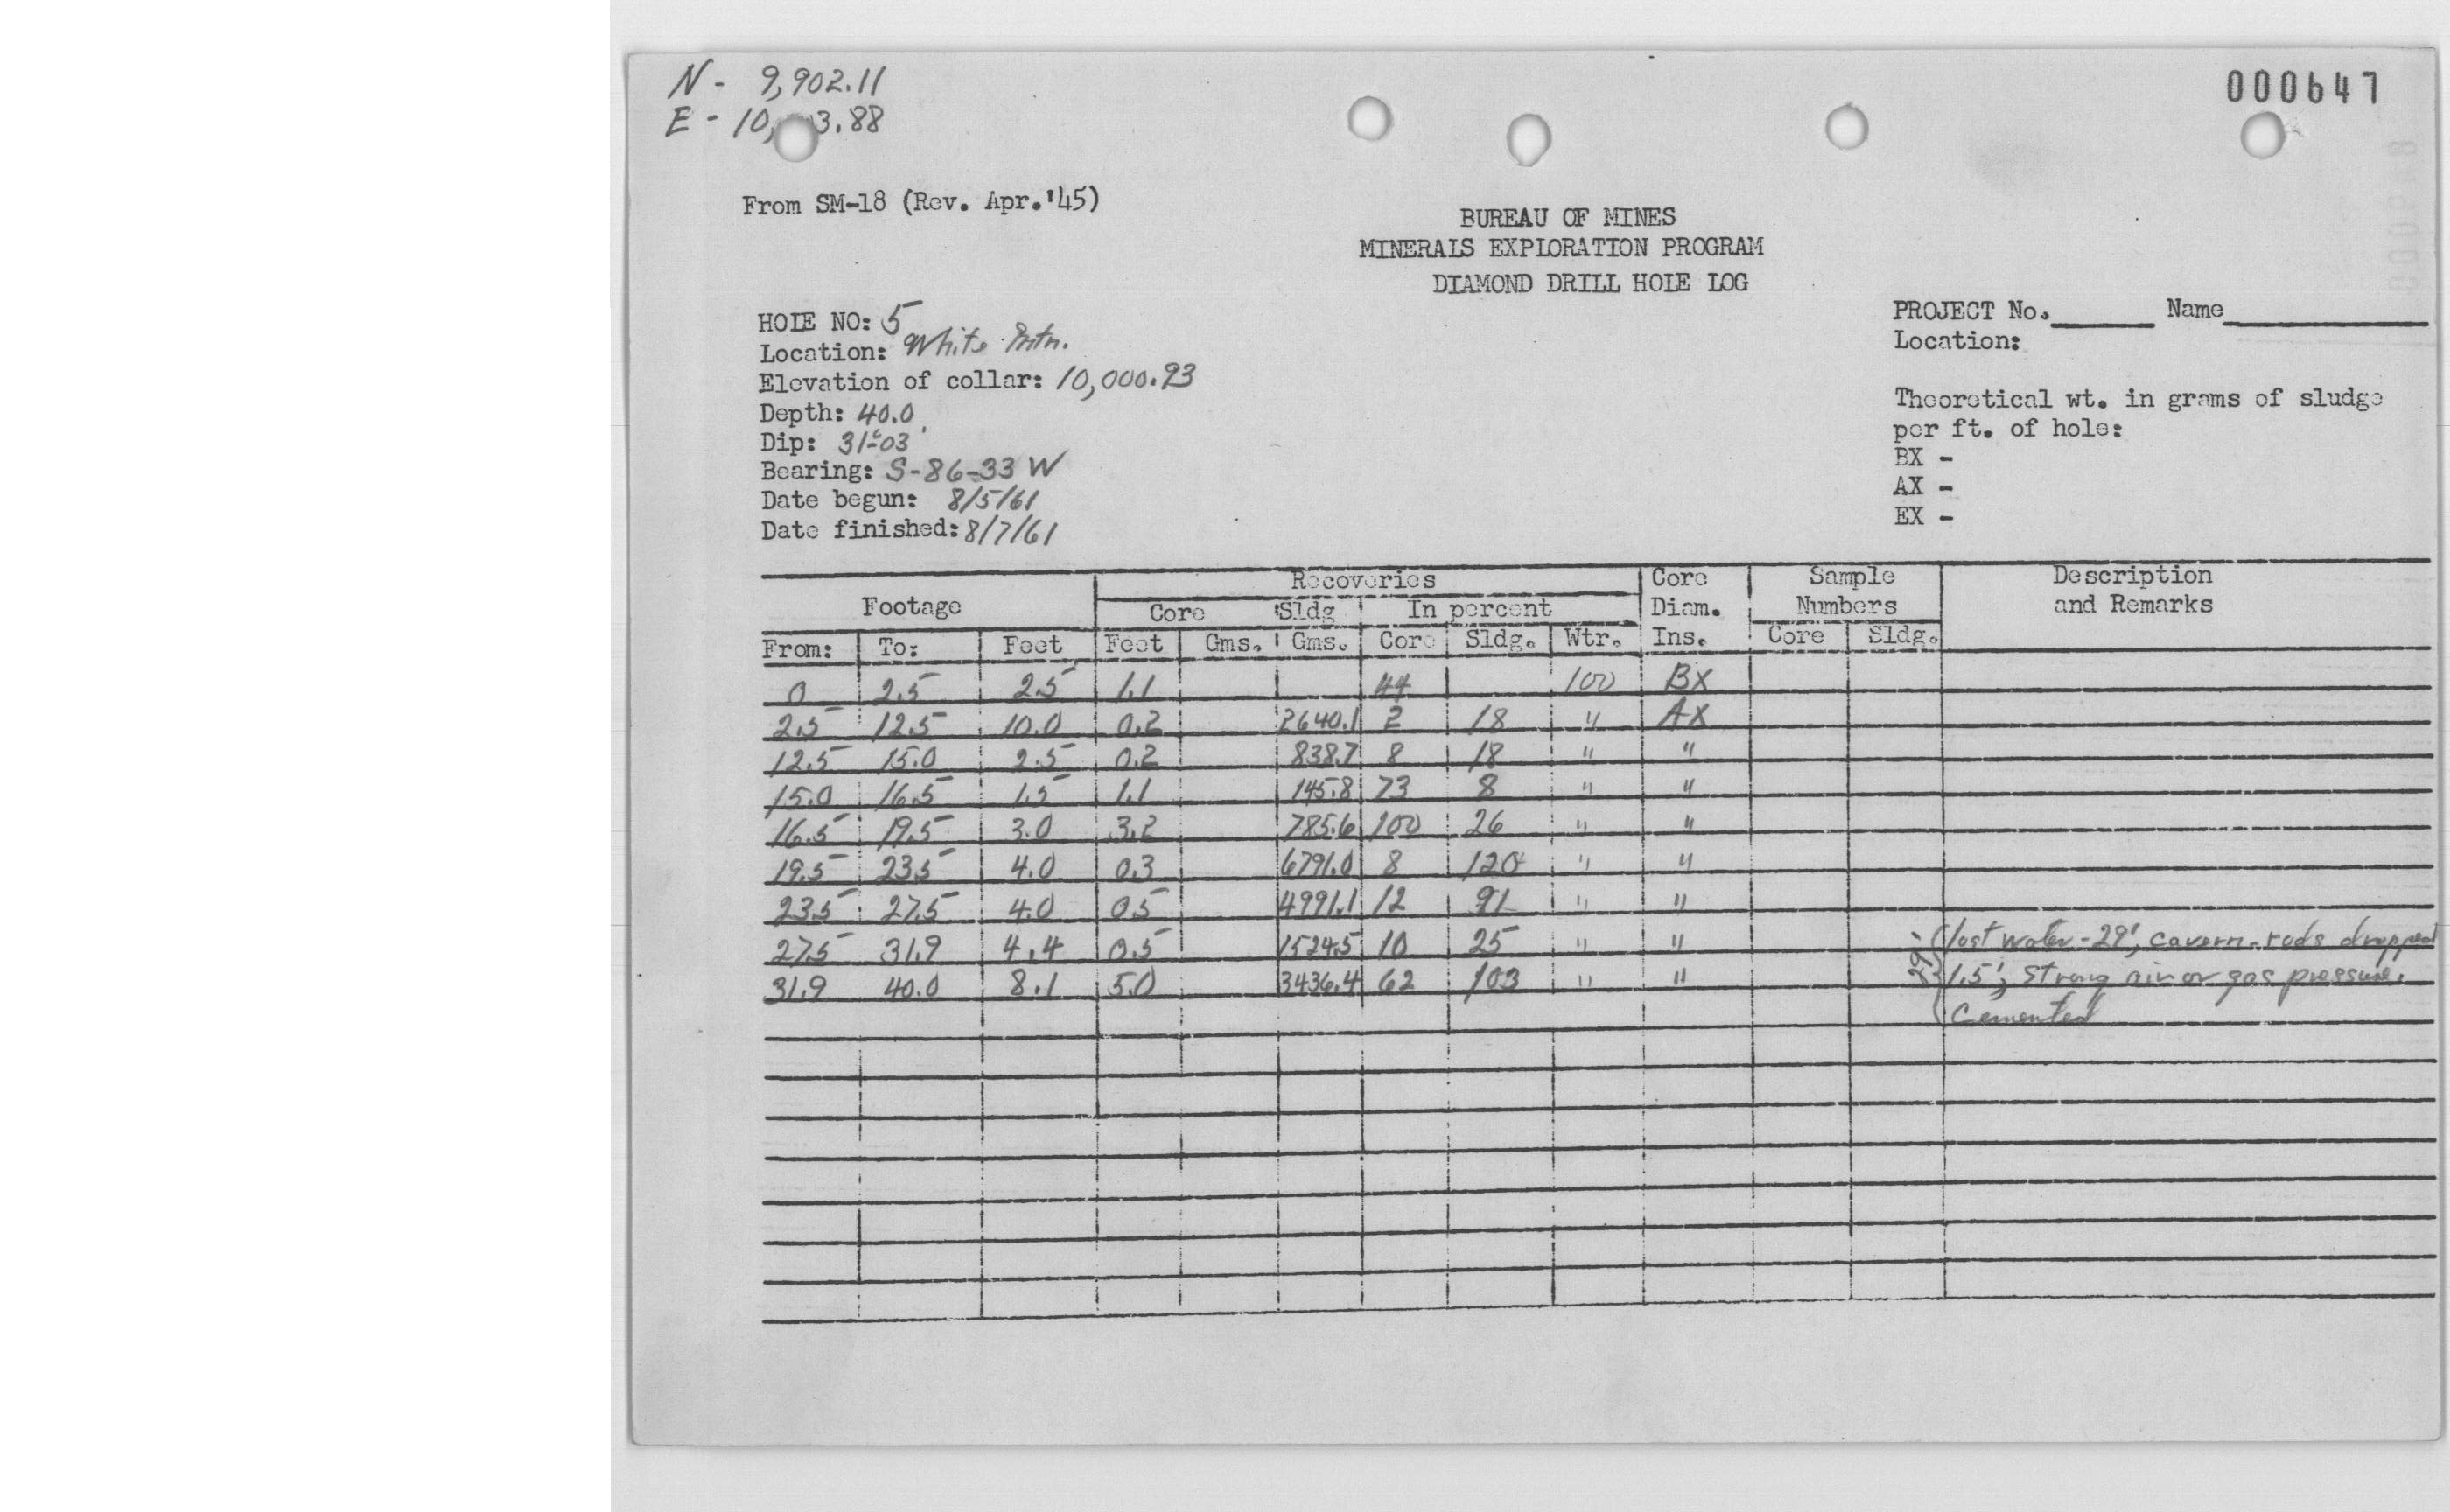 N - 9,902.11
000647
E - 10, 3.88
From SM-18 (Rev. Apr.'45)
BUREAU OF MINES
MINERALS EXPLORATION PROGRAM
DIAMOND DRILL HOLE LOG
HOLE NO: 5
Location: White Mtn.
Elevation of collar: 10,000.93
Depth: 40.0
Dip: 31°-03'
Bearing: S-86-33 W
Date begun: 8/5/61
Date finished: 8/7/61
PROJECT No. Name
Location:
Theoretical wt. in grams of sludge
per ft. of hole:
BX -
AX -
EX -
Footage Recoveries Core Diam. Ins. Sample Numbers Description and Remarks
Core Sldg In percent
From: To: Feet Feet Gms. Gms. Core Sldg. Wtr. Core Sldg.
0 2.5 2.5 1.1 44 100 BX
2.5 12.5 10.0 0.2 2640.1 2 18 " AX
12.5 15.0 2.5 0.2 838.7 8 18 " "
15.0 16.5 1.5 1.1 145.8 73 8 " "
16.5 19.5 3.0 3.2 785.6 100 26 " "
19.5 23.5 4.0 0.3 6791.0 8 120 " "
23.5 27.5 4.0 0.5 4991.1 12 91 " "
27.5 31.9 4.4 0.5 1524.5 10 25 " " lost water - 29', cavern - rods dropped
31.9 40.0 8.1 5.0 3436.4 62 103 " " 29' 1.5', strong air or gas pressure.
Cemented